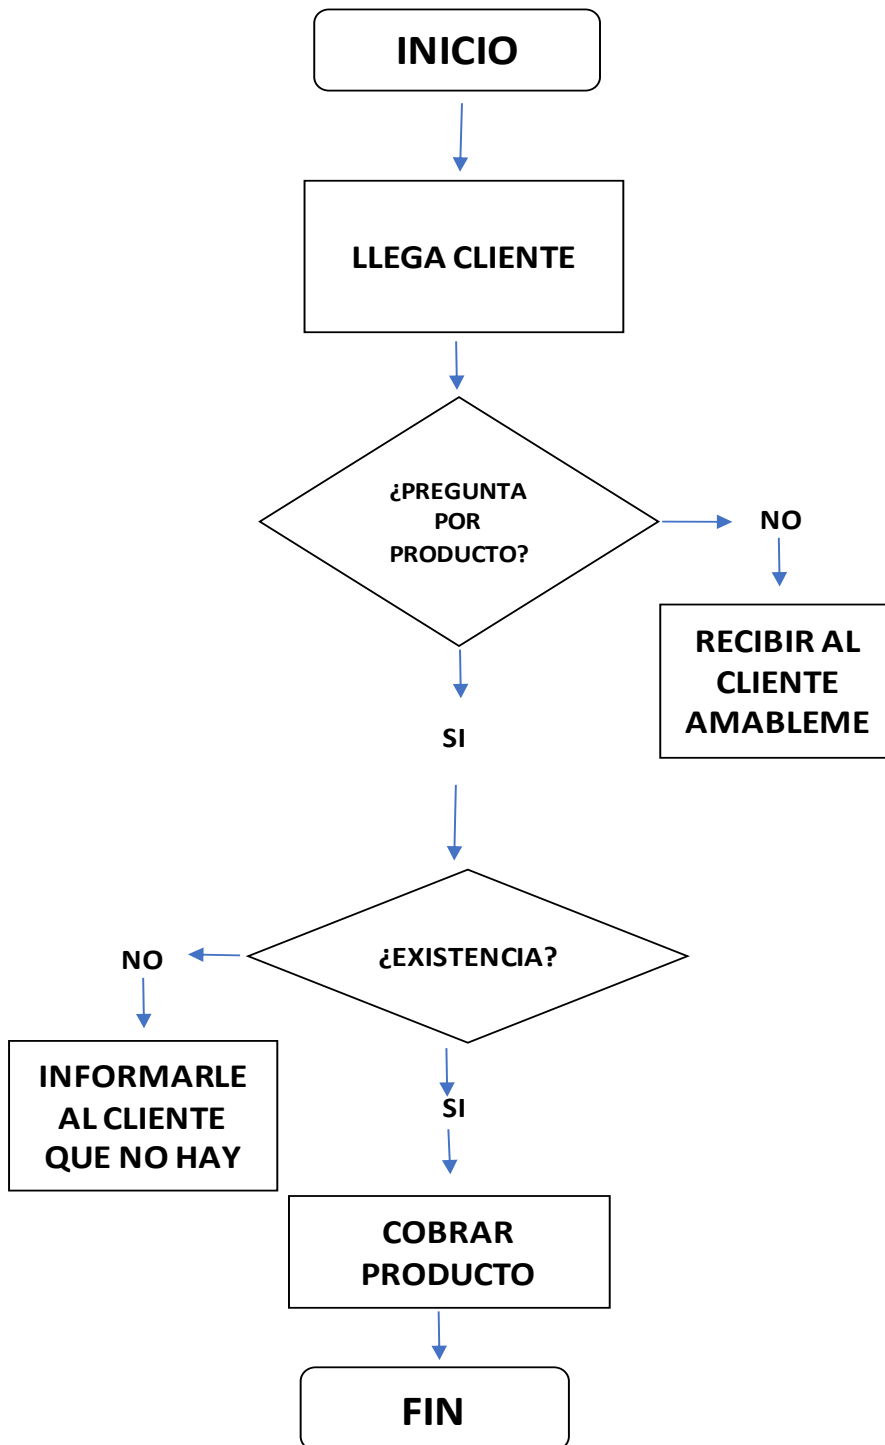 INICIO
LLEGA CLIENTE
¿PREGUNTA
POR
PRODUCTO?
NO
RECIBIR AL
CLIENTE
AMABLEME
SI
¿EXISTENCIA?
NO
INFORMARLE
AL CLIENTE
QUE NO HAY
SI
COBRAR
PRODUCTO
FIN